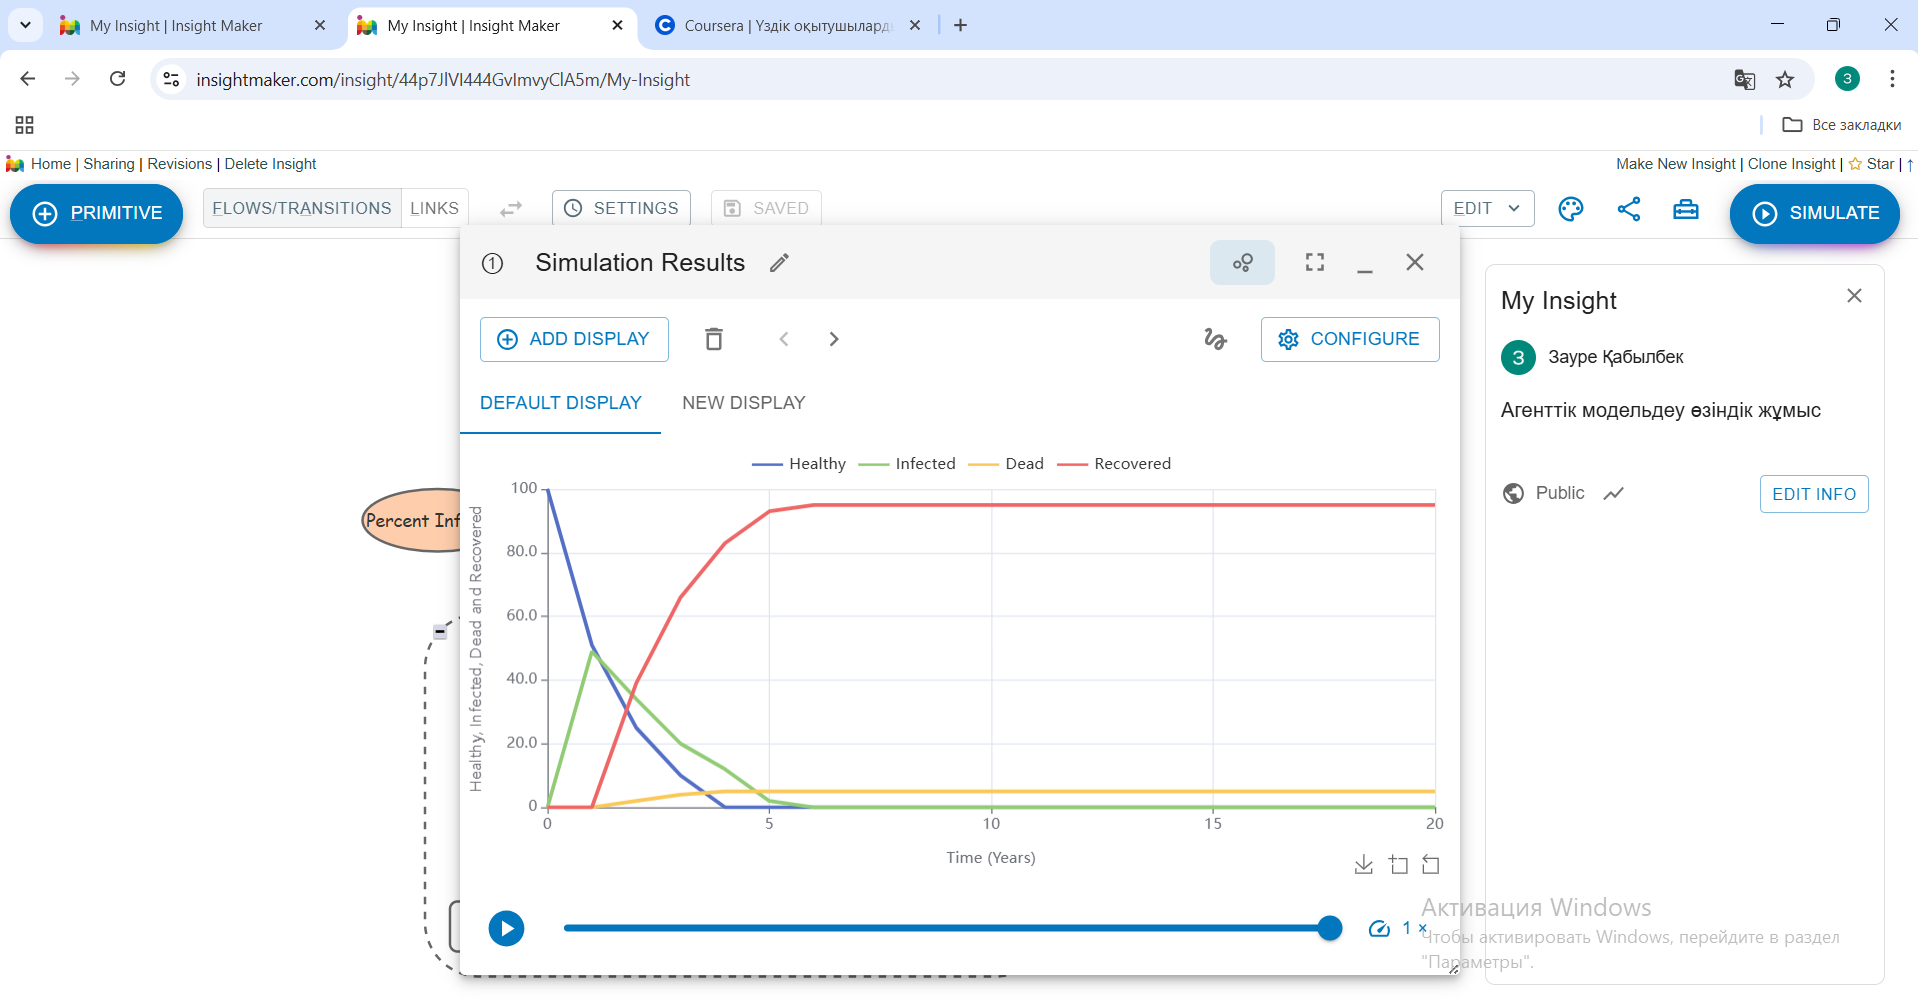 My Insight | Insight Maker
My Insight | Insight Maker
Coursera | Үздік оқытушылард
insightmaker.com/insight/44p7JlVI444GvImvyClA5m/My-Insight
3
Все закладки
Home | Sharing | Revisions | Delete Insight
Make New Insight | Clone Insight | Star |
PRIMITIVE
FLOWS/TRANSITIONS
LINKS
SETTINGS
SAVED
EDIT
SIMULATE
1
Simulation Results
ADD DISPLAY
CONFIGURE
DEFAULT DISPLAY
NEW DISPLAY
Healthy
Infected
Dead
Recovered
Healthy, Infected, Dead and Recovered
100
80.0
60.0
40.0
20.0
0
0
5
10
15
20
Time (Years)
1 ×
Percent Inf
My Insight
З
Зауре Қабылбек
Агенттік модельдеу өзіндік жұмыс
Public
EDIT INFO
Активация Windows
Чтобы активировать Windows, перейдите в раздел
"Параметры".